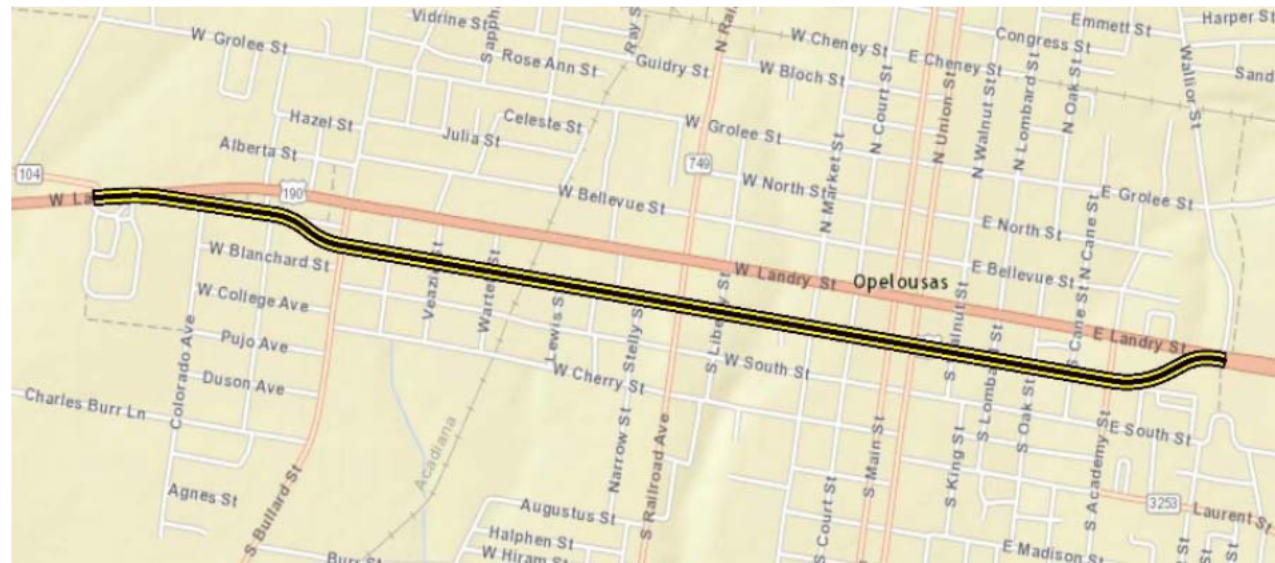 Vidrine St
Ray S
N Rail
W Cheney St
Emmett St
Harper St
W Grolee St
Sapph
Rose Ann St
Guidry St
W Bloch St
E Cheney St
Congress St
Wallior St
Sand
N Court St
N Union St
N Walnut St
N Lombard St
N Oak St
Hazel St
Celeste St
Julia St
W Grolee St
749
Alberta St
104
190
W La
W Bellevue St
W North St
N Market St
E Grolee St
E North St
N Cane St
E Bellevue St
W Landry St
Opelousas
E Landry St
W Blanchard St
W College Ave
Pujo Ave
Duson Ave
Charles Burr Ln
Colorado Ave
Agnes St
S Bullard St
Veazie St
Lewis S
Stelly S
S Liberty St
W South St
W Cherry St
Narrow St
S Railroad Ave
Acadiana
S Court St
S Main St
S King St
S Oak St
S Cane St
S Academy St
E South St
3253
Laurent St
Augustus St
Halphen St
W Hiram St
Burr St
E Madison St